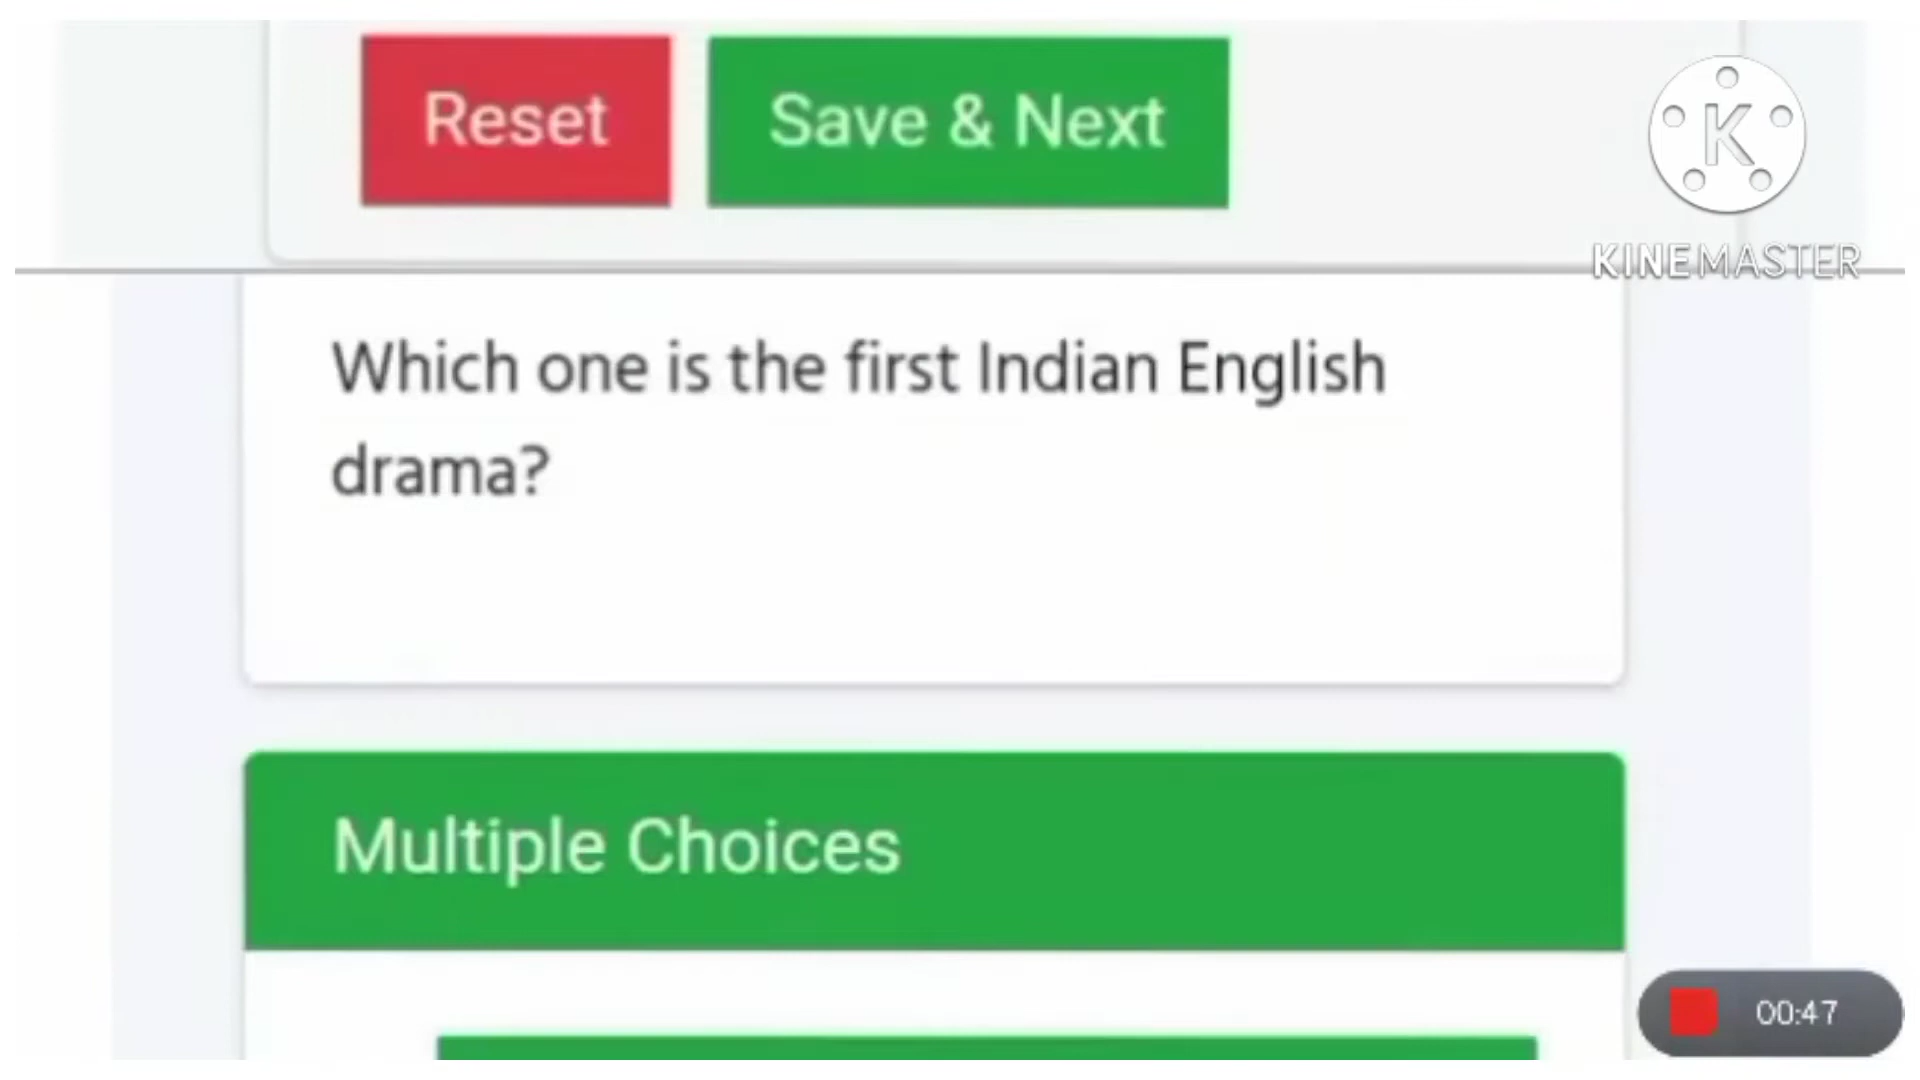 Reset
Save & Next
K
KINEMASTER
Which one is the first Indian English
drama?
Multiple Choices
00:47